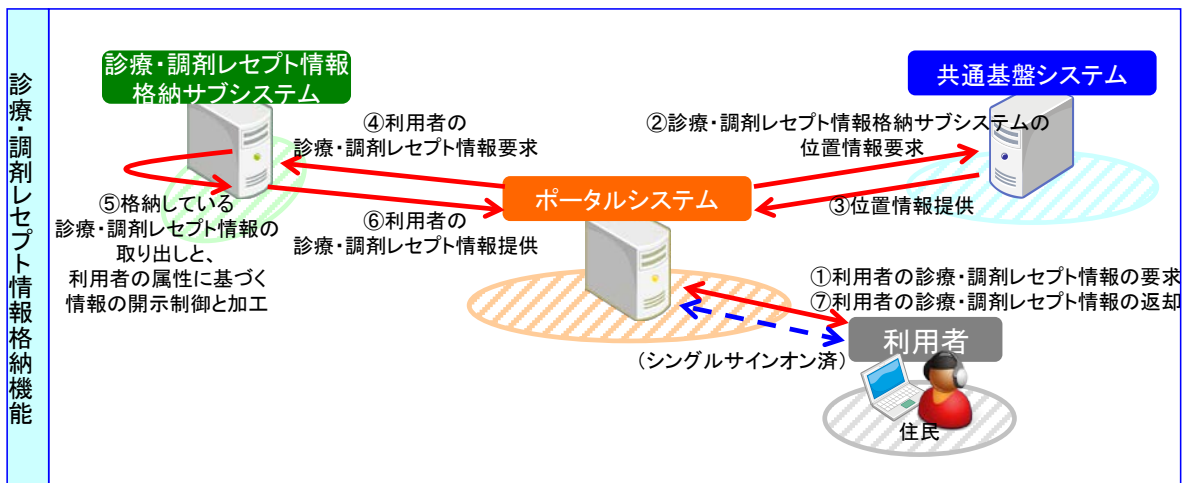 診療・調剤レセプト情報格納機能
診療・調剤レセプト情報
格納サブシステム
共通基盤システム
④利用者の
診療・調剤レセプト情報要求
②診療・調剤レセプト情報格納サブシステムの
位置情報要求
ポータルシステム
③位置情報提供
⑤格納している
診療・調剤レセプト情報の
取り出しと、
利用者の属性に基づく
情報の開示制御と加工
⑥利用者の
診療・調剤レセプト情報提供
①利用者の診療・調剤レセプト情報の要求
⑦利用者の診療・調剤レセプト情報の返却
利用者
（シングルサインオン済）
住民